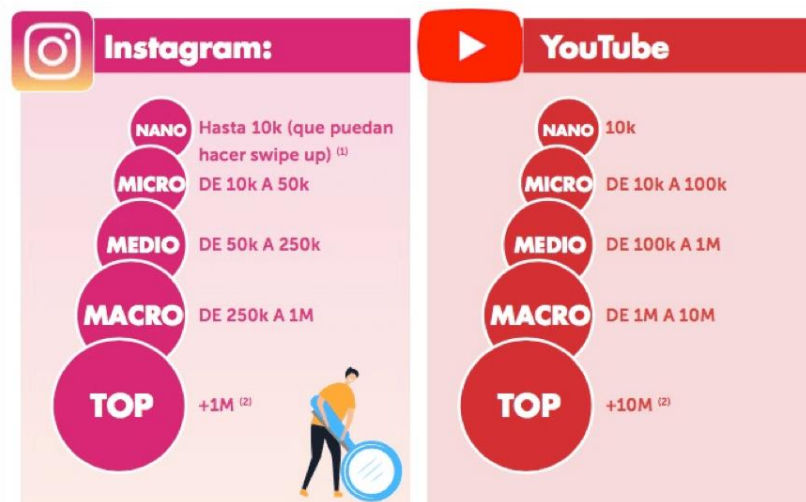 Instagram:
NANO Hasta 10k (que puedan
hacer swipe up) (1)
MICRO DE 10k A 50k
MEDIO DE 50k A 250k
MACRO DE 250k A 1M
TOP +1M (2)
YouTube
NANO 10k
MICRO DE 10k A 100k
MEDIO DE 100k A 1M
MACRO DE 1M A 10M
TOP +10M (2)